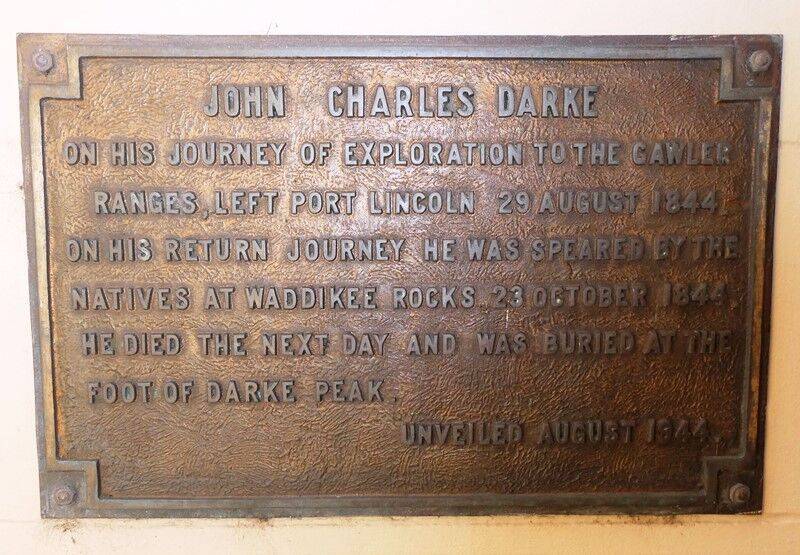 JOHN CHARLES DARKE
ON HIS JOURNEY OF EXPLORATION TO THE GAWLER
RANGES, LEFT PORT LINCOLN 29 AUGUST 1844.
ON HIS RETURN JOURNEY HE WAS SPEARED BY THE
NATIVES AT WADDIKEE ROCKS 23 OCTOBER 1844.
HE DIED THE NEXT DAY AND WAS BURIED AT THE
FOOT OF DARKE PEAK.
UNVEILED AUGUST 1944.